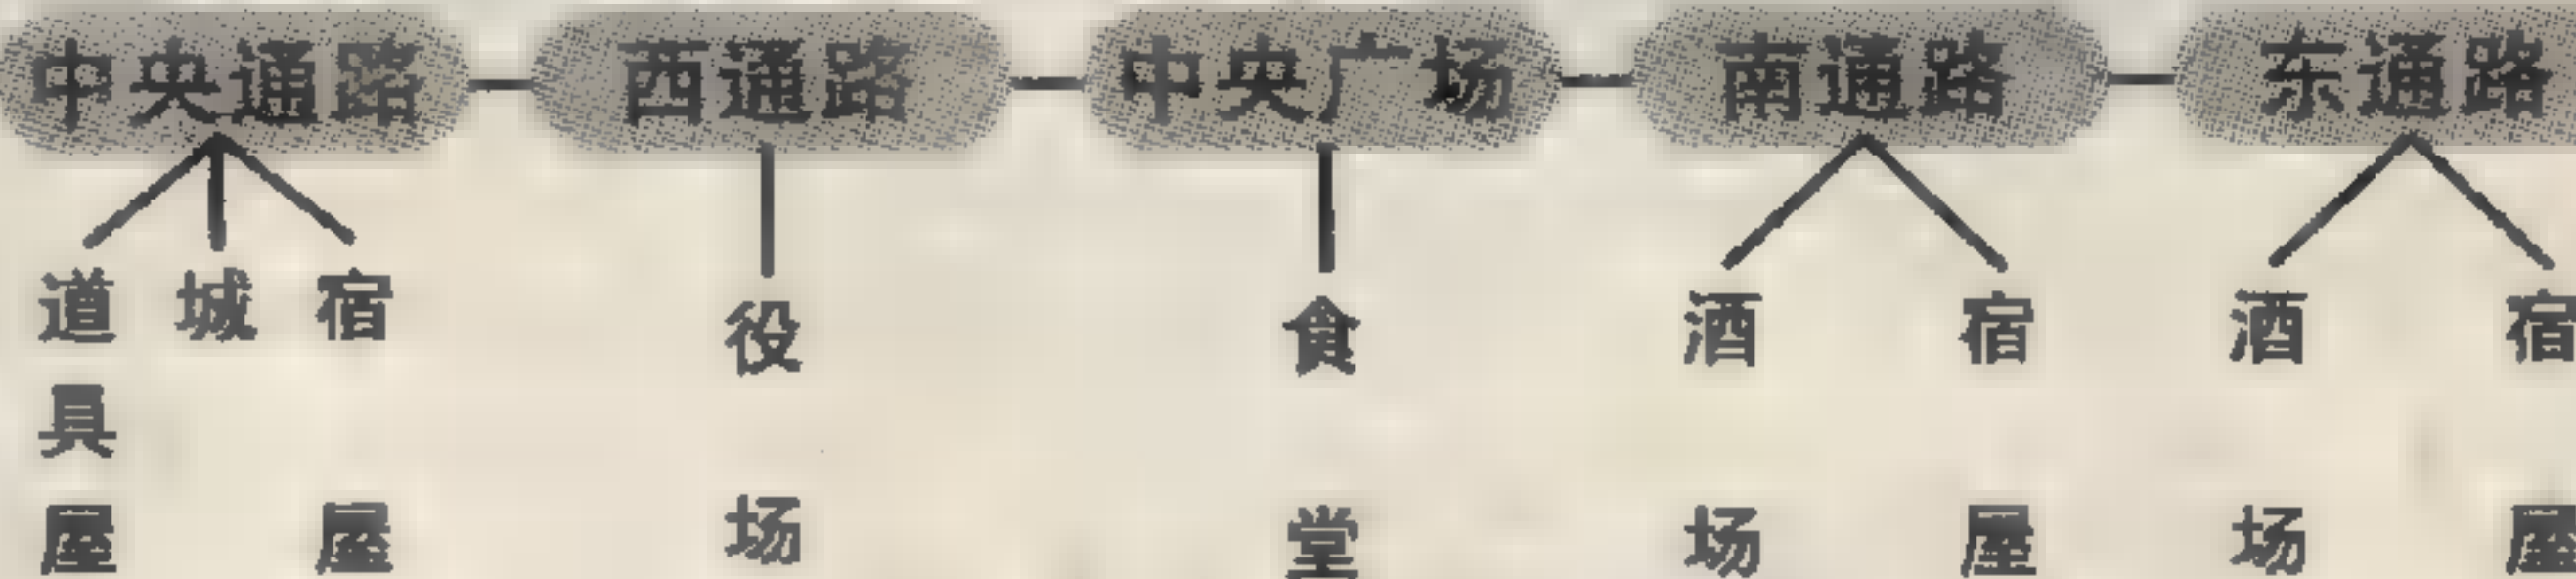 中央通路
西通路
中央广场
南通路
东通路
道具屋
城
宿屋
役场
食堂
酒场
宿屋
酒场
宿屋